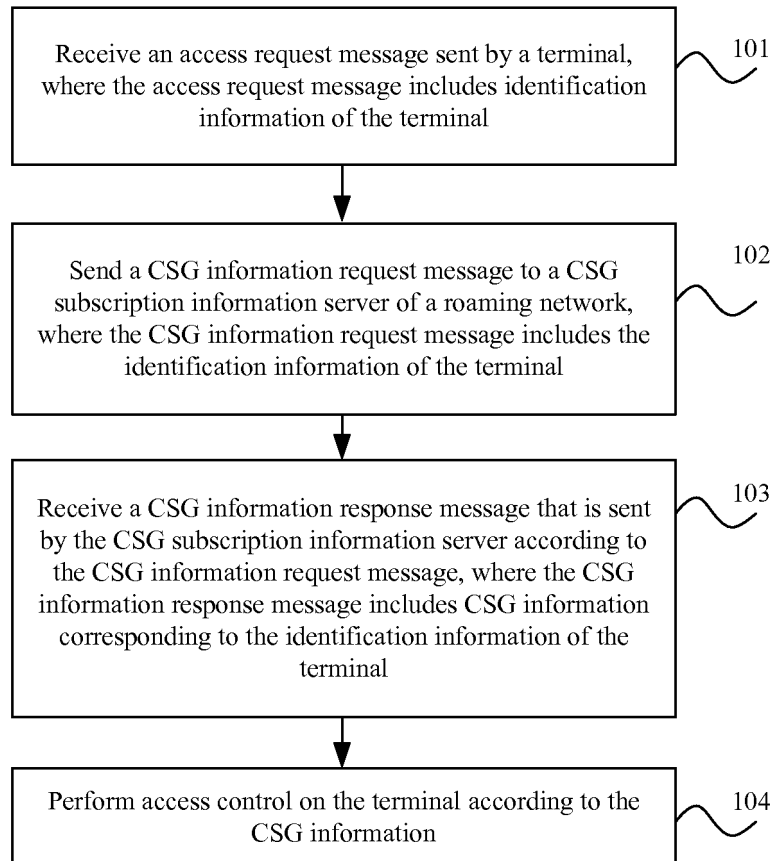 Receive an access request message sent by a terminal,
where the access request message includes identification
information of the terminal
101
Send a CSG information request message to a CSG
subscription information server of a roaming network,
where the CSG information request message includes the
identification information of the terminal
102
Receive a CSG information response message that is sent
by the CSG subscription information server according to
the CSG information request message, where the CSG
information response message includes CSG information
corresponding to the identification information of the
terminal
103
Perform access control on the terminal according to the
CSG information
104